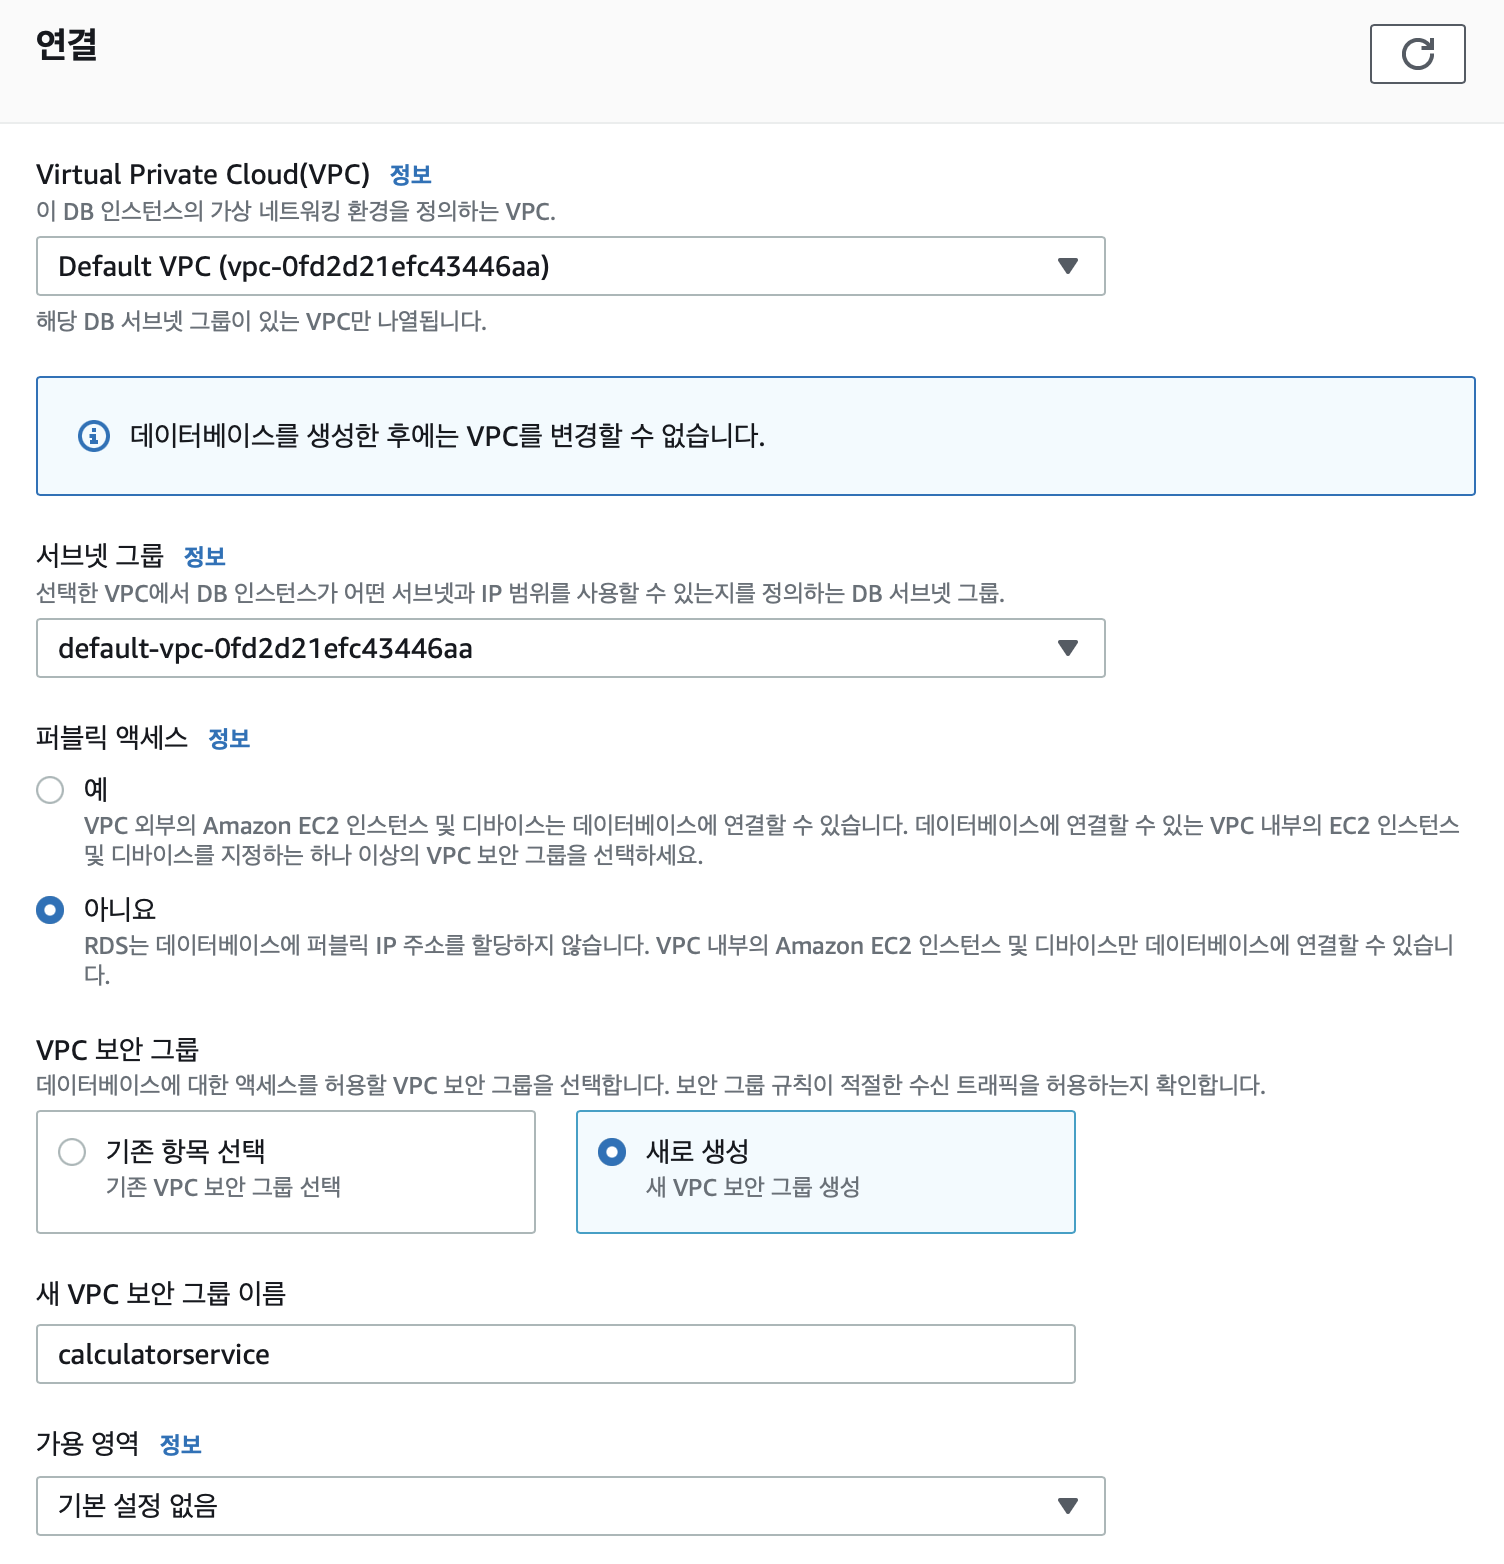 연결
Virtual Private Cloud(VPC) 정보
이 DB 인스턴스의 가상 네트워킹 환경을 정의하는 VPC.
Default VPC (vpc-0fd2d21efc43446aa)
해당 DB 서브넷 그룹이 있는 VPC만 나열됩니다.
데이터베이스를 생성한 후에는 VPC를 변경할 수 없습니다.
서브넷 그룹 정보
선택한 VPC에서 DB 인스턴스가 어떤 서브넷과 IP 범위를 사용할 수 있는지를 정의하는 DB 서브넷 그룹.
default-vpc-0fd2d21efc43446aa
퍼블릭 액세스 정보
예
VPC 외부의 Amazon EC2 인스턴스 및 디바이스는 데이터베이스에 연결할 수 있습니다. 데이터베이스에 연결할 수 있는 VPC 내부의 EC2 인스턴스
및 디바이스를 지정하는 하나 이상의 VPC 보안 그룹을 선택하세요.
아니요
RDS는 데이터베이스에 퍼블릭 IP 주소를 할당하지 않습니다. VPC 내부의 Amazon EC2 인스턴스 및 디바이스만 데이터베이스에 연결할 수 있습니
다.
VPC 보안 그룹
데이터베이스에 대한 액세스를 허용할 VPC 보안 그룹을 선택합니다. 보안 그룹 규칙이 적절한 수신 트래픽을 허용하는지 확인합니다.
기존 항목 선택
기존 VPC 보안 그룹 선택
새로 생성
새 VPC 보안 그룹 생성
새 VPC 보안 그룹 이름
calculatorservice
가용 영역 정보
기본 설정 없음